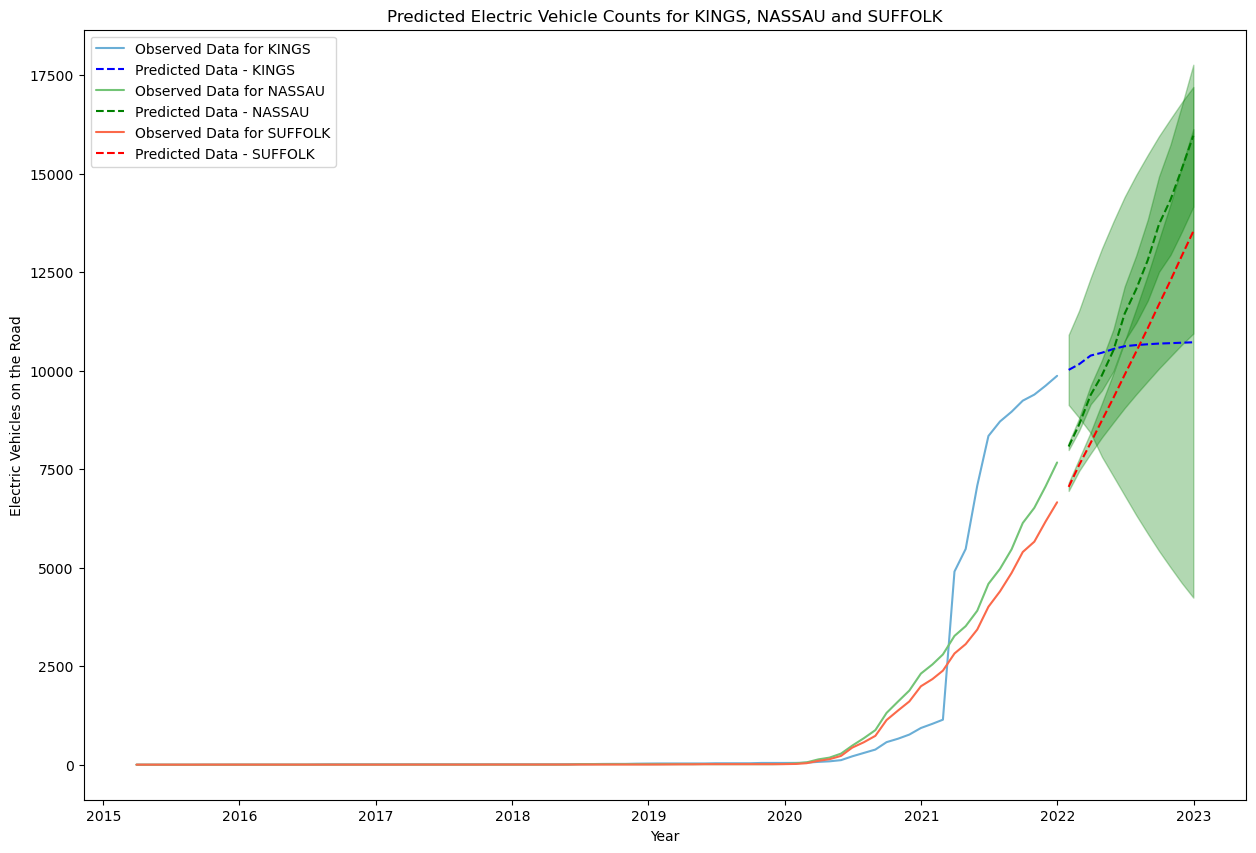 Predicted Electric Vehicle Counts for KINGS, NASSAU and SUFFOLK
Observed Data for KINGS
Predicted Data - KINGS
Observed Data for NASSAU
Predicted Data - NASSAU
Observed Data for SUFFOLK
Predicted Data - SUFFOLK
17500
15000
12500
10000
7500
5000
2500
0
Electric Vehicles on the Road
2015 2016 2017 2018 2019 2020 2021 2022 2023
Year